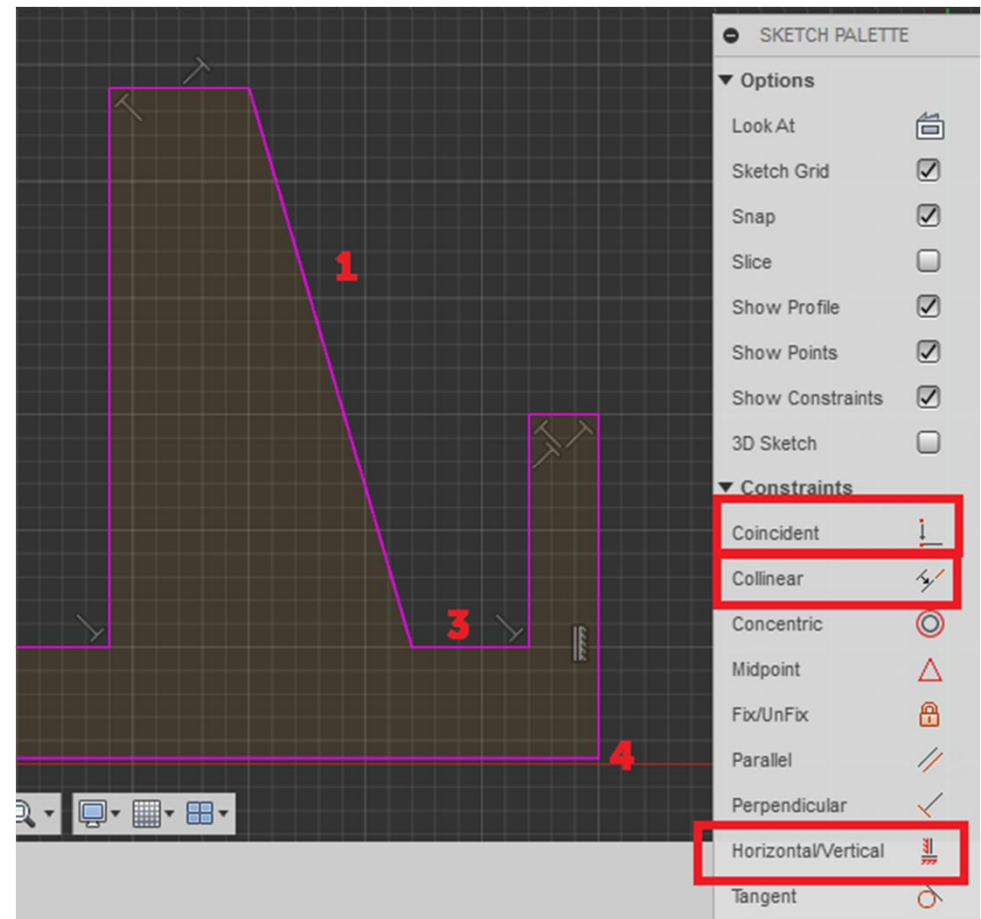 SKETCH PALETTE
Options
Look At
Sketch Grid
Snap
Slice
Show Profile
Show Points
Show Constraints
3D Sketch
Constraints
Coincident
Collinear
Concentric
Midpoint
Fix/UnFix
Parallel
Perpendicular
Horizontal/Vertical
Tangent
1
3
4